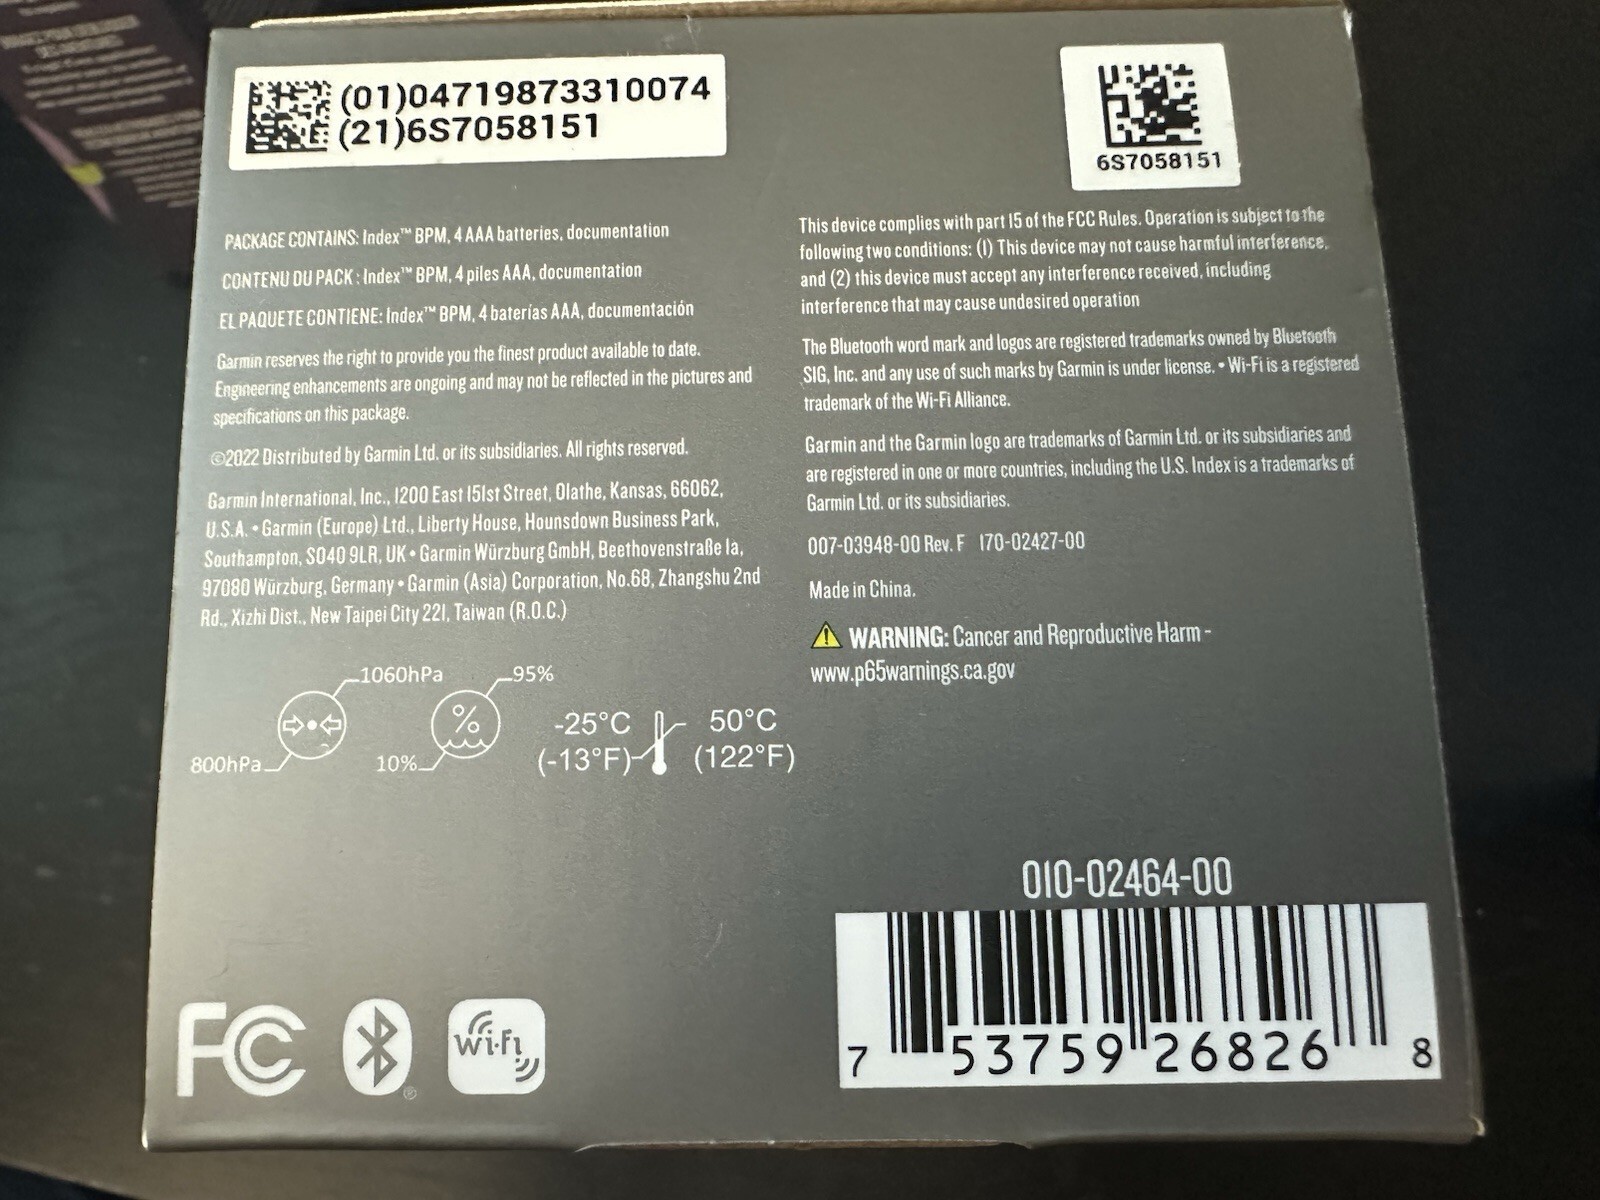 (01)04719873310074
(21)6S7058151
6S7058151
PACKAGE CONTAINS: Index™ BPM, 4 AAA batteries, documentation
CONTENU DU PACK : Index™ BPM, 4 piles AAA, documentation
EL PAQUETE CONTIENE: Index™ BPM, 4 baterías AAA, documentación
Garmin reserves the right to provide you the finest product available to date.
Engineering enhancements are ongoing and may not be reflected in the pictures and
specifications on this package.
©2022 Distributed by Garmin Ltd. or its subsidiaries. All rights reserved.
Garmin International, Inc., 1200 East 151st Street, Olathe, Kansas, 66062,
U.S.A. • Garmin (Europe) Ltd., Liberty House, Hounsdown Business Park,
Southampton, SO40 9LR, UK • Garmin Würzburg GmbH, Beethovenstraße 1a,
97080 Würzburg, Germany • Garmin (Asia) Corporation, No.68, Zhangshu 2nd
Rd., Xizhi Dist., New Taipei City 221, Taiwan (R.O.C.)
1060hPa
800hPa
95%
%
10%
-25°C
(-13°F)
50°C
(122°F)
This device complies with part 15 of the FCC Rules. Operation is subject to the
following two conditions: (1) This device may not cause harmful interference,
and (2) this device must accept any interference received, including
interference that may cause undesired operation
The Bluetooth word mark and logos are registered trademarks owned by Bluetooth
SIG, Inc. and any use of such marks by Garmin is under license. • Wi-Fi is a registered
trademark of the Wi-Fi Alliance.
Garmin and the Garmin logo are trademarks of Garmin Ltd. or its subsidiaries and
are registered in one or more countries, including the U.S. Index is a trademarks of
Garmin Ltd. or its subsidiaries.
007-03948-00 Rev. F 170-02427-00
Made in China.
WARNING: Cancer and Reproductive Harm -
www.p65warnings.ca.gov
010-02464-00
7 53759 26826 8
FC
Wi-Fi
®